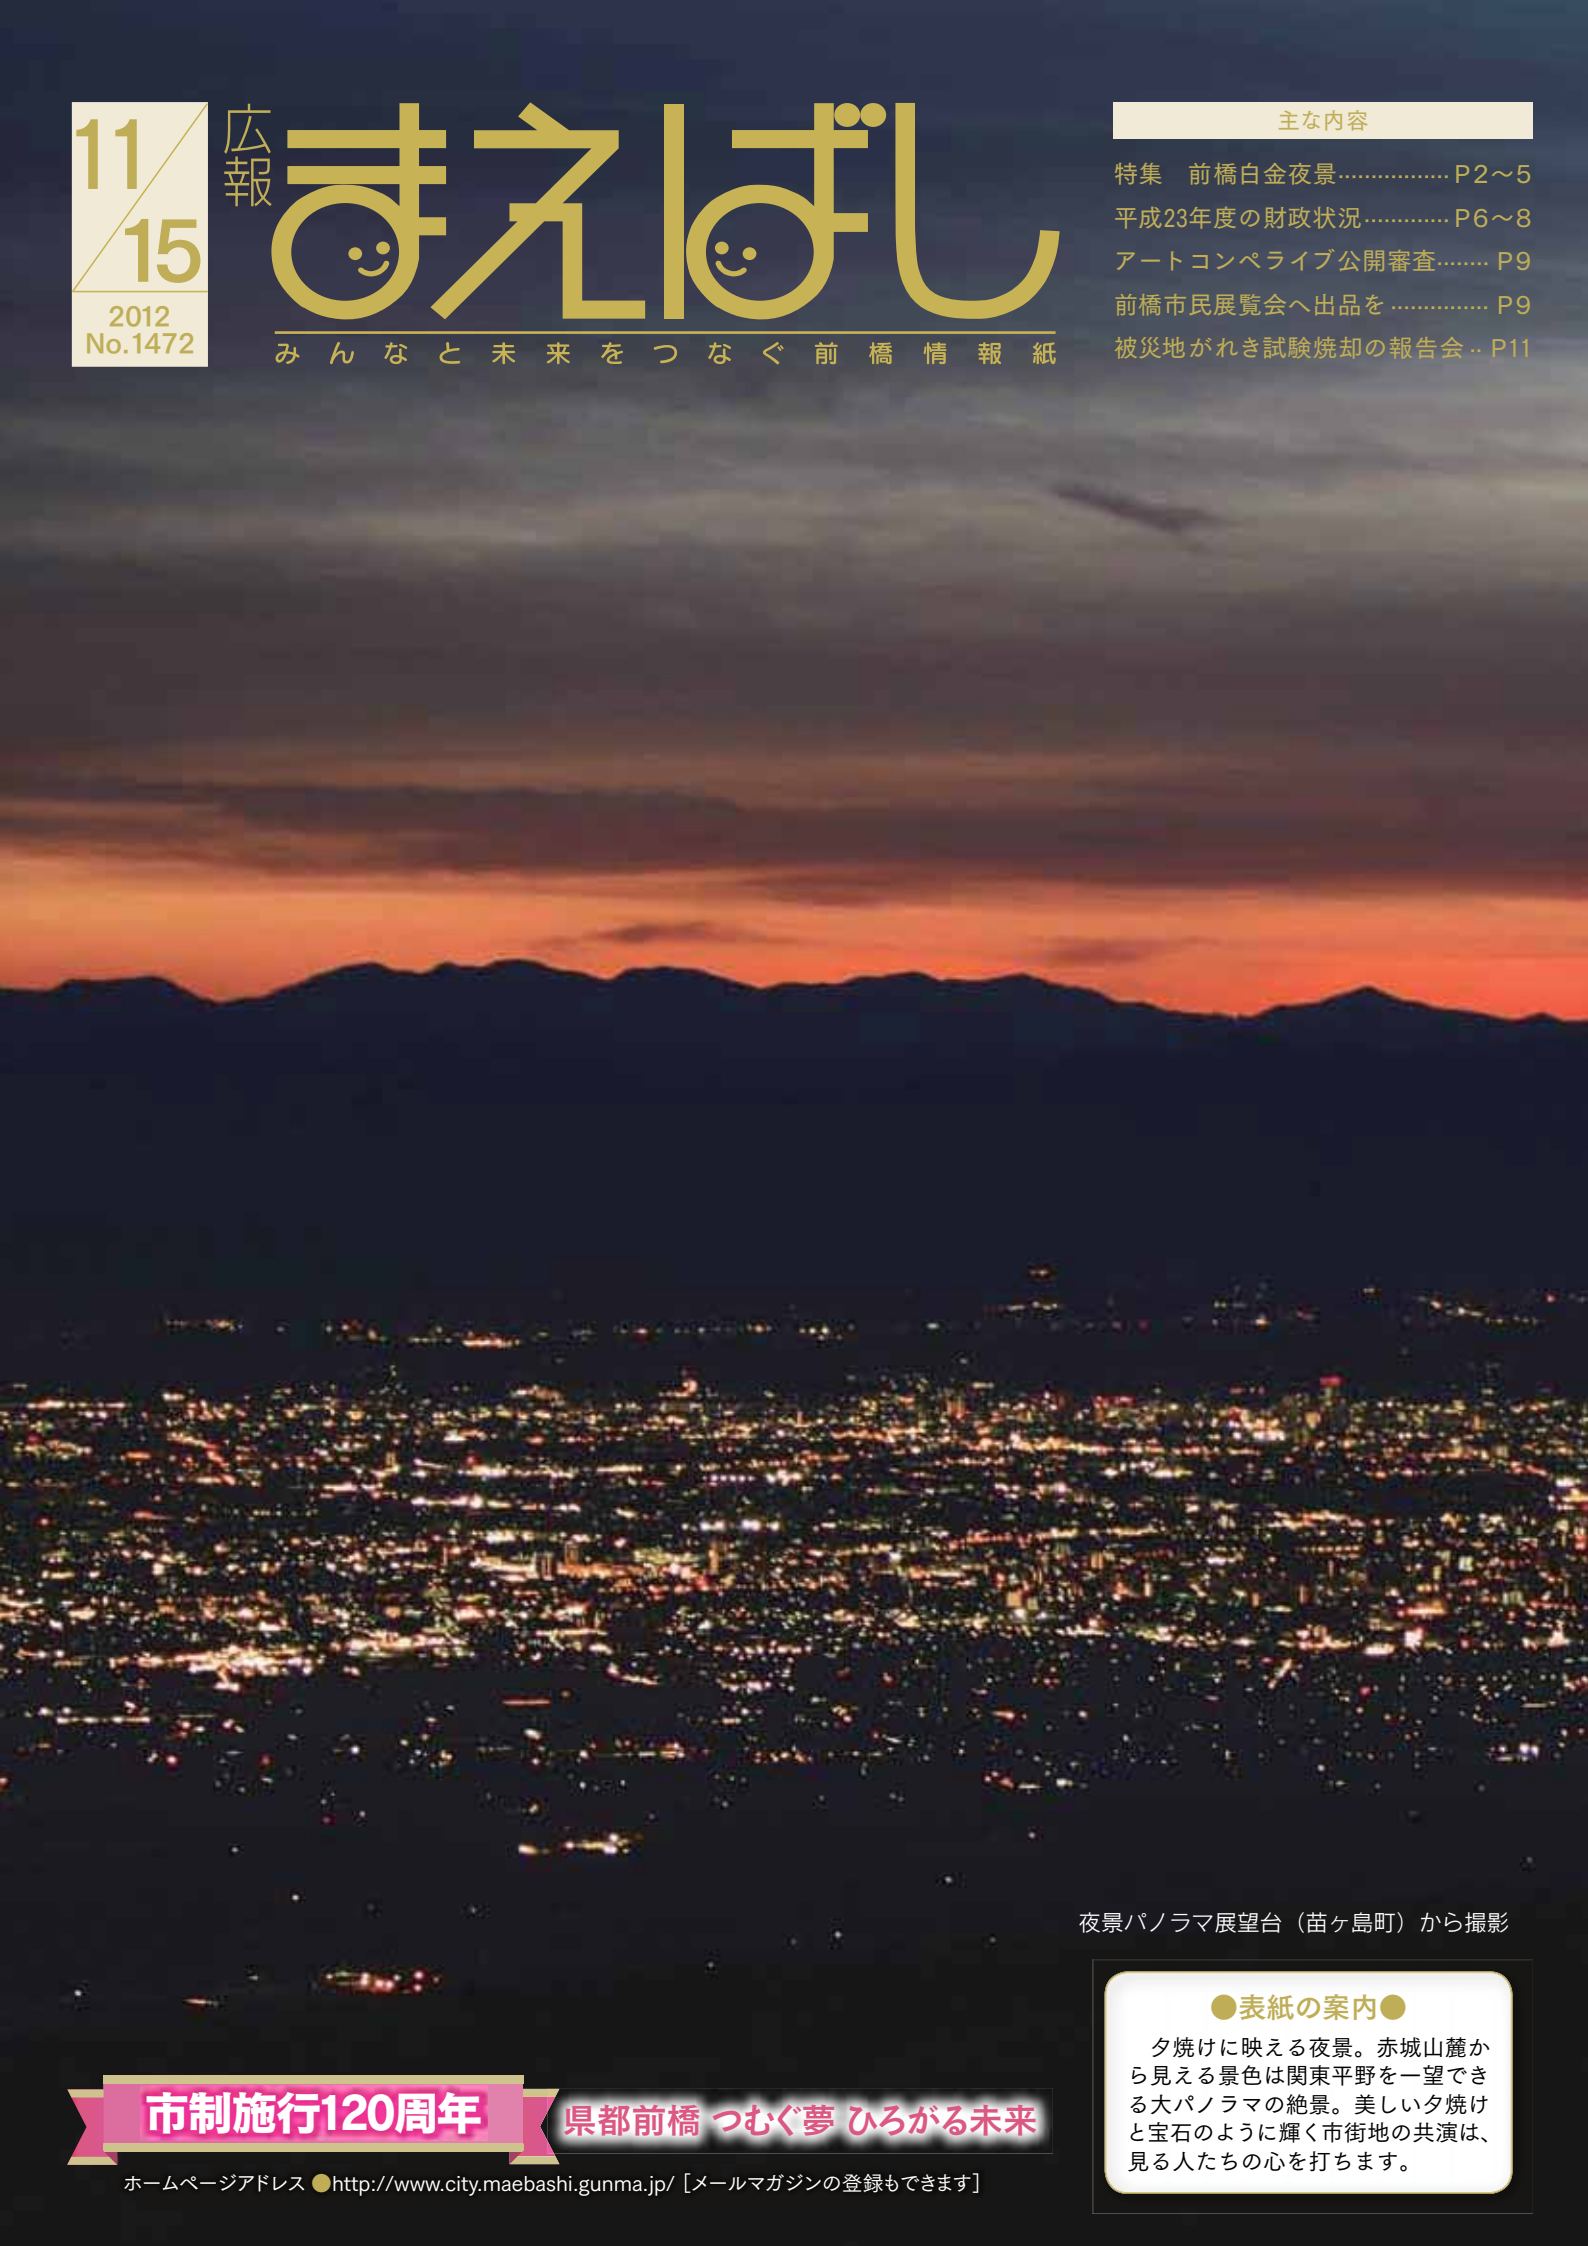 11/15
2012
No.1472
広報
まえばし
みんなと未来をつなぐ前橋情報紙
主な内容
特集　前橋白金夜景……………… P2〜5
平成23年度の財政状況…………… P6〜8
アートコンペライブ公開審査……… P9
前橋市民展覧会へ出品を …………… P9
被災地がれき試験焼却の報告会 ‥ P11
夜景パノラマ展望台（苗ヶ島町）から撮影
●表紙の案内●
　夕焼けに映える夜景。赤城山麓か
ら見える景色は関東平野を一望でき
る大パノラマの絶景。美しい夕焼け
と宝石のように輝く市街地の共演は、
見る人たちの心を打ちます。
市制施行120周年
県都前橋 つむぐ夢 ひろがる未来
ホームページアドレス ●http://www.city.maebashi.gunma.jp/［メールマガジンの登録もできます］